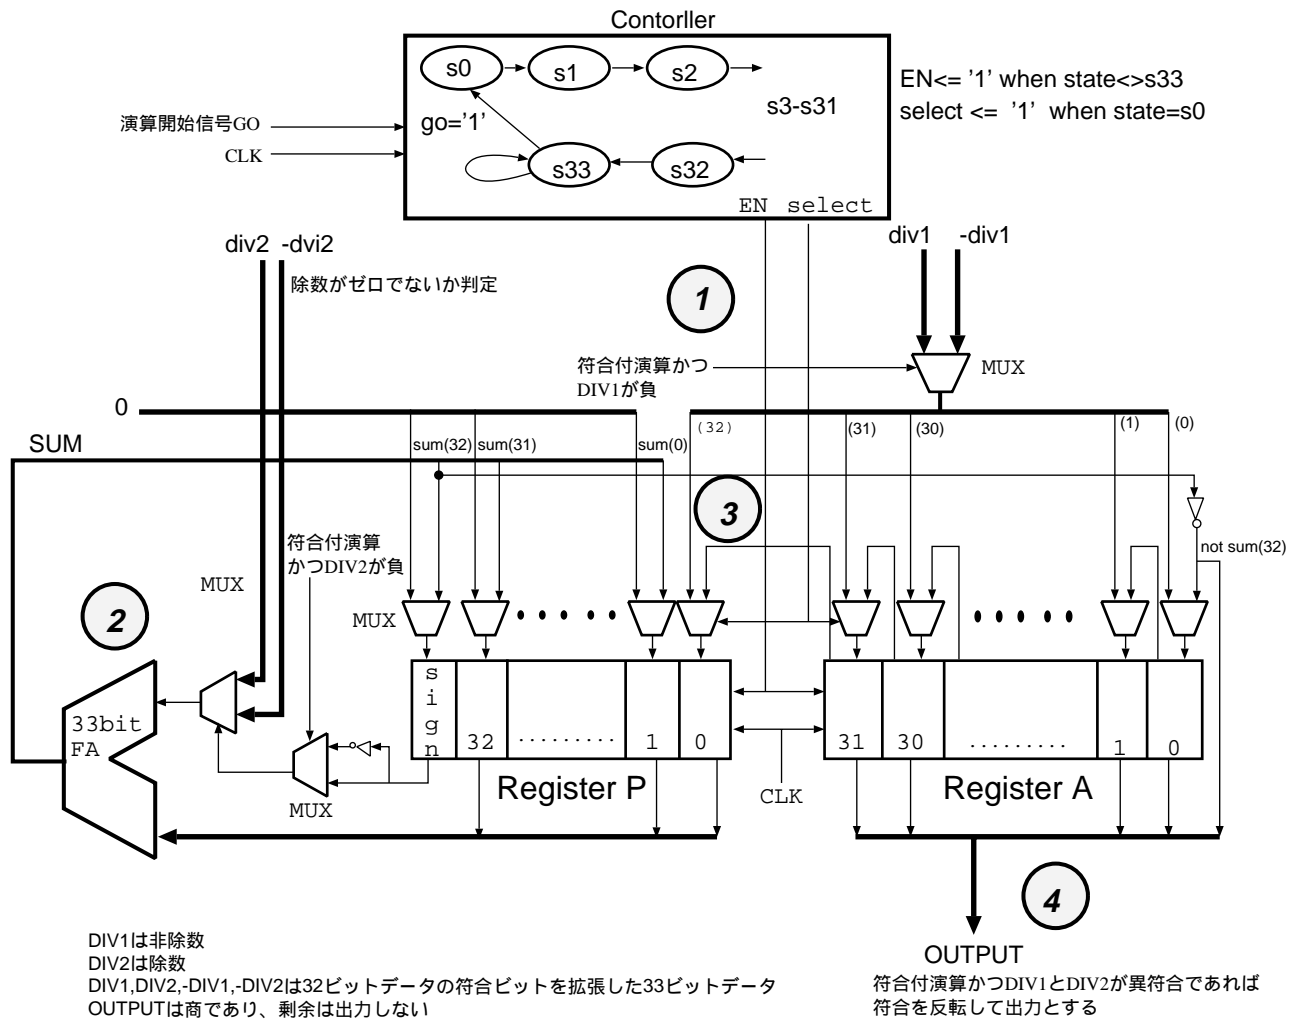 Contorller
s0
s1
s2
s3-s31
go='1'
s33
s32
EN select
EN<= '1' when state<>s33
select <= '1' when state=s0
演算開始信号GO
CLK
div2 -dvi2
除数がゼロでないか判定
1
div1 -div1
符合付演算かつ
DIV1が負
MUX
0
SUM
sum(32)
sum(31)
sum(0)
(32)
(31)
(30)
(1)
(0)
3
not sum(32)
符合付演算
かつDIV2が負
MUX
2
MUX
33bit
FA
MUX
sign
32
.........
1
0
Register P
CLK
31
30
.........
1
0
Register A
4
OUTPUT
符合付演算かつDIV1とDIV2が異符合であれば
符合を反転して出力とする
DIV1は非除数
DIV2は除数
DIV1,DIV2,-DIV1,-DIV2は32ビットデータの符合ビットを拡張した33ビットデータ
OUTPUTは商であり、剰余は出力しない